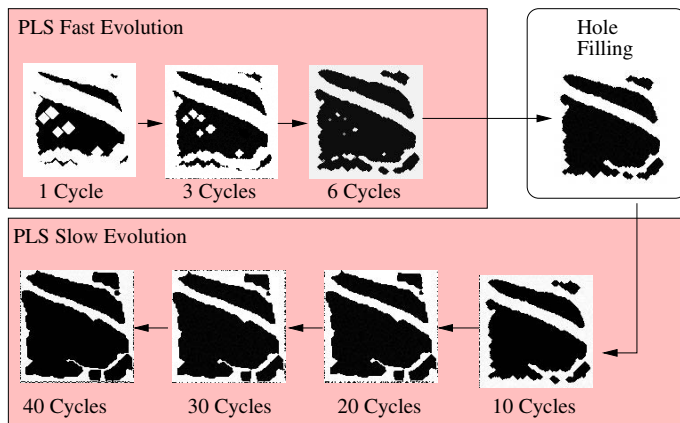 PLS Fast Evolution
1 Cycle
3 Cycles
6 Cycles
Hole
Filling
PLS Slow Evolution
40 Cycles
30 Cycles
20 Cycles
10 Cycles